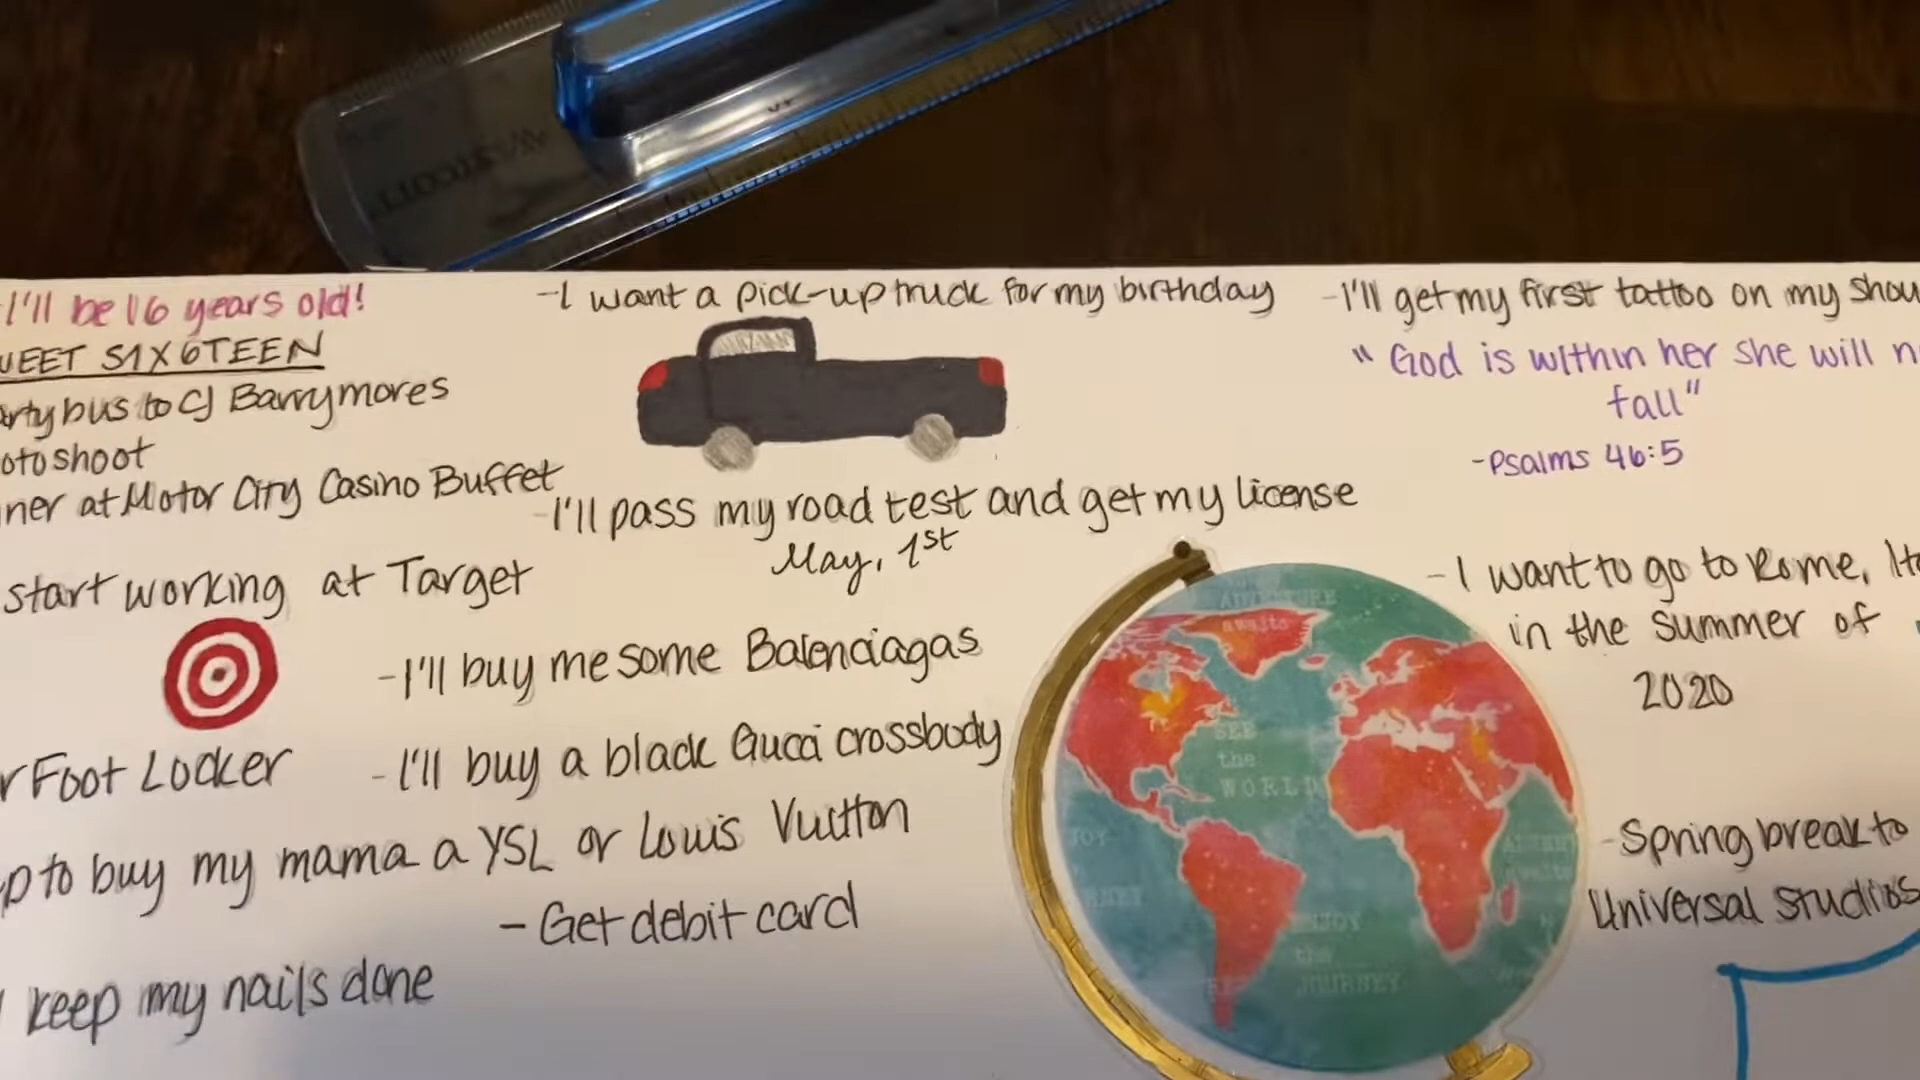 I'll be 16 years old!
SIX6TEEN
bus to CJ Barrymores
ner at Motor City Casino Buffet
start working at Target
Foot Locker
to buy my mama a YSL or Louis Vuitton
keep my nails done
-I want a pick-up truck for my birthday
-I'll pass my road test and get my license
May, 1st
-I'll buy me some Balenciagas
-I'll buy a black Gucci crossbody
- Get debit card
-I'll get my first tattoo on my shou
"God is within her she will n
fall"
-Psalms 46:5
-I want to go to Rome, Ita
in the summer of
2020
-Spring break to
Universal Studios
ADVENTURE
awaits
SEE
the
WORLD
ENJOY
the
JOURNEY
WESTCOTT